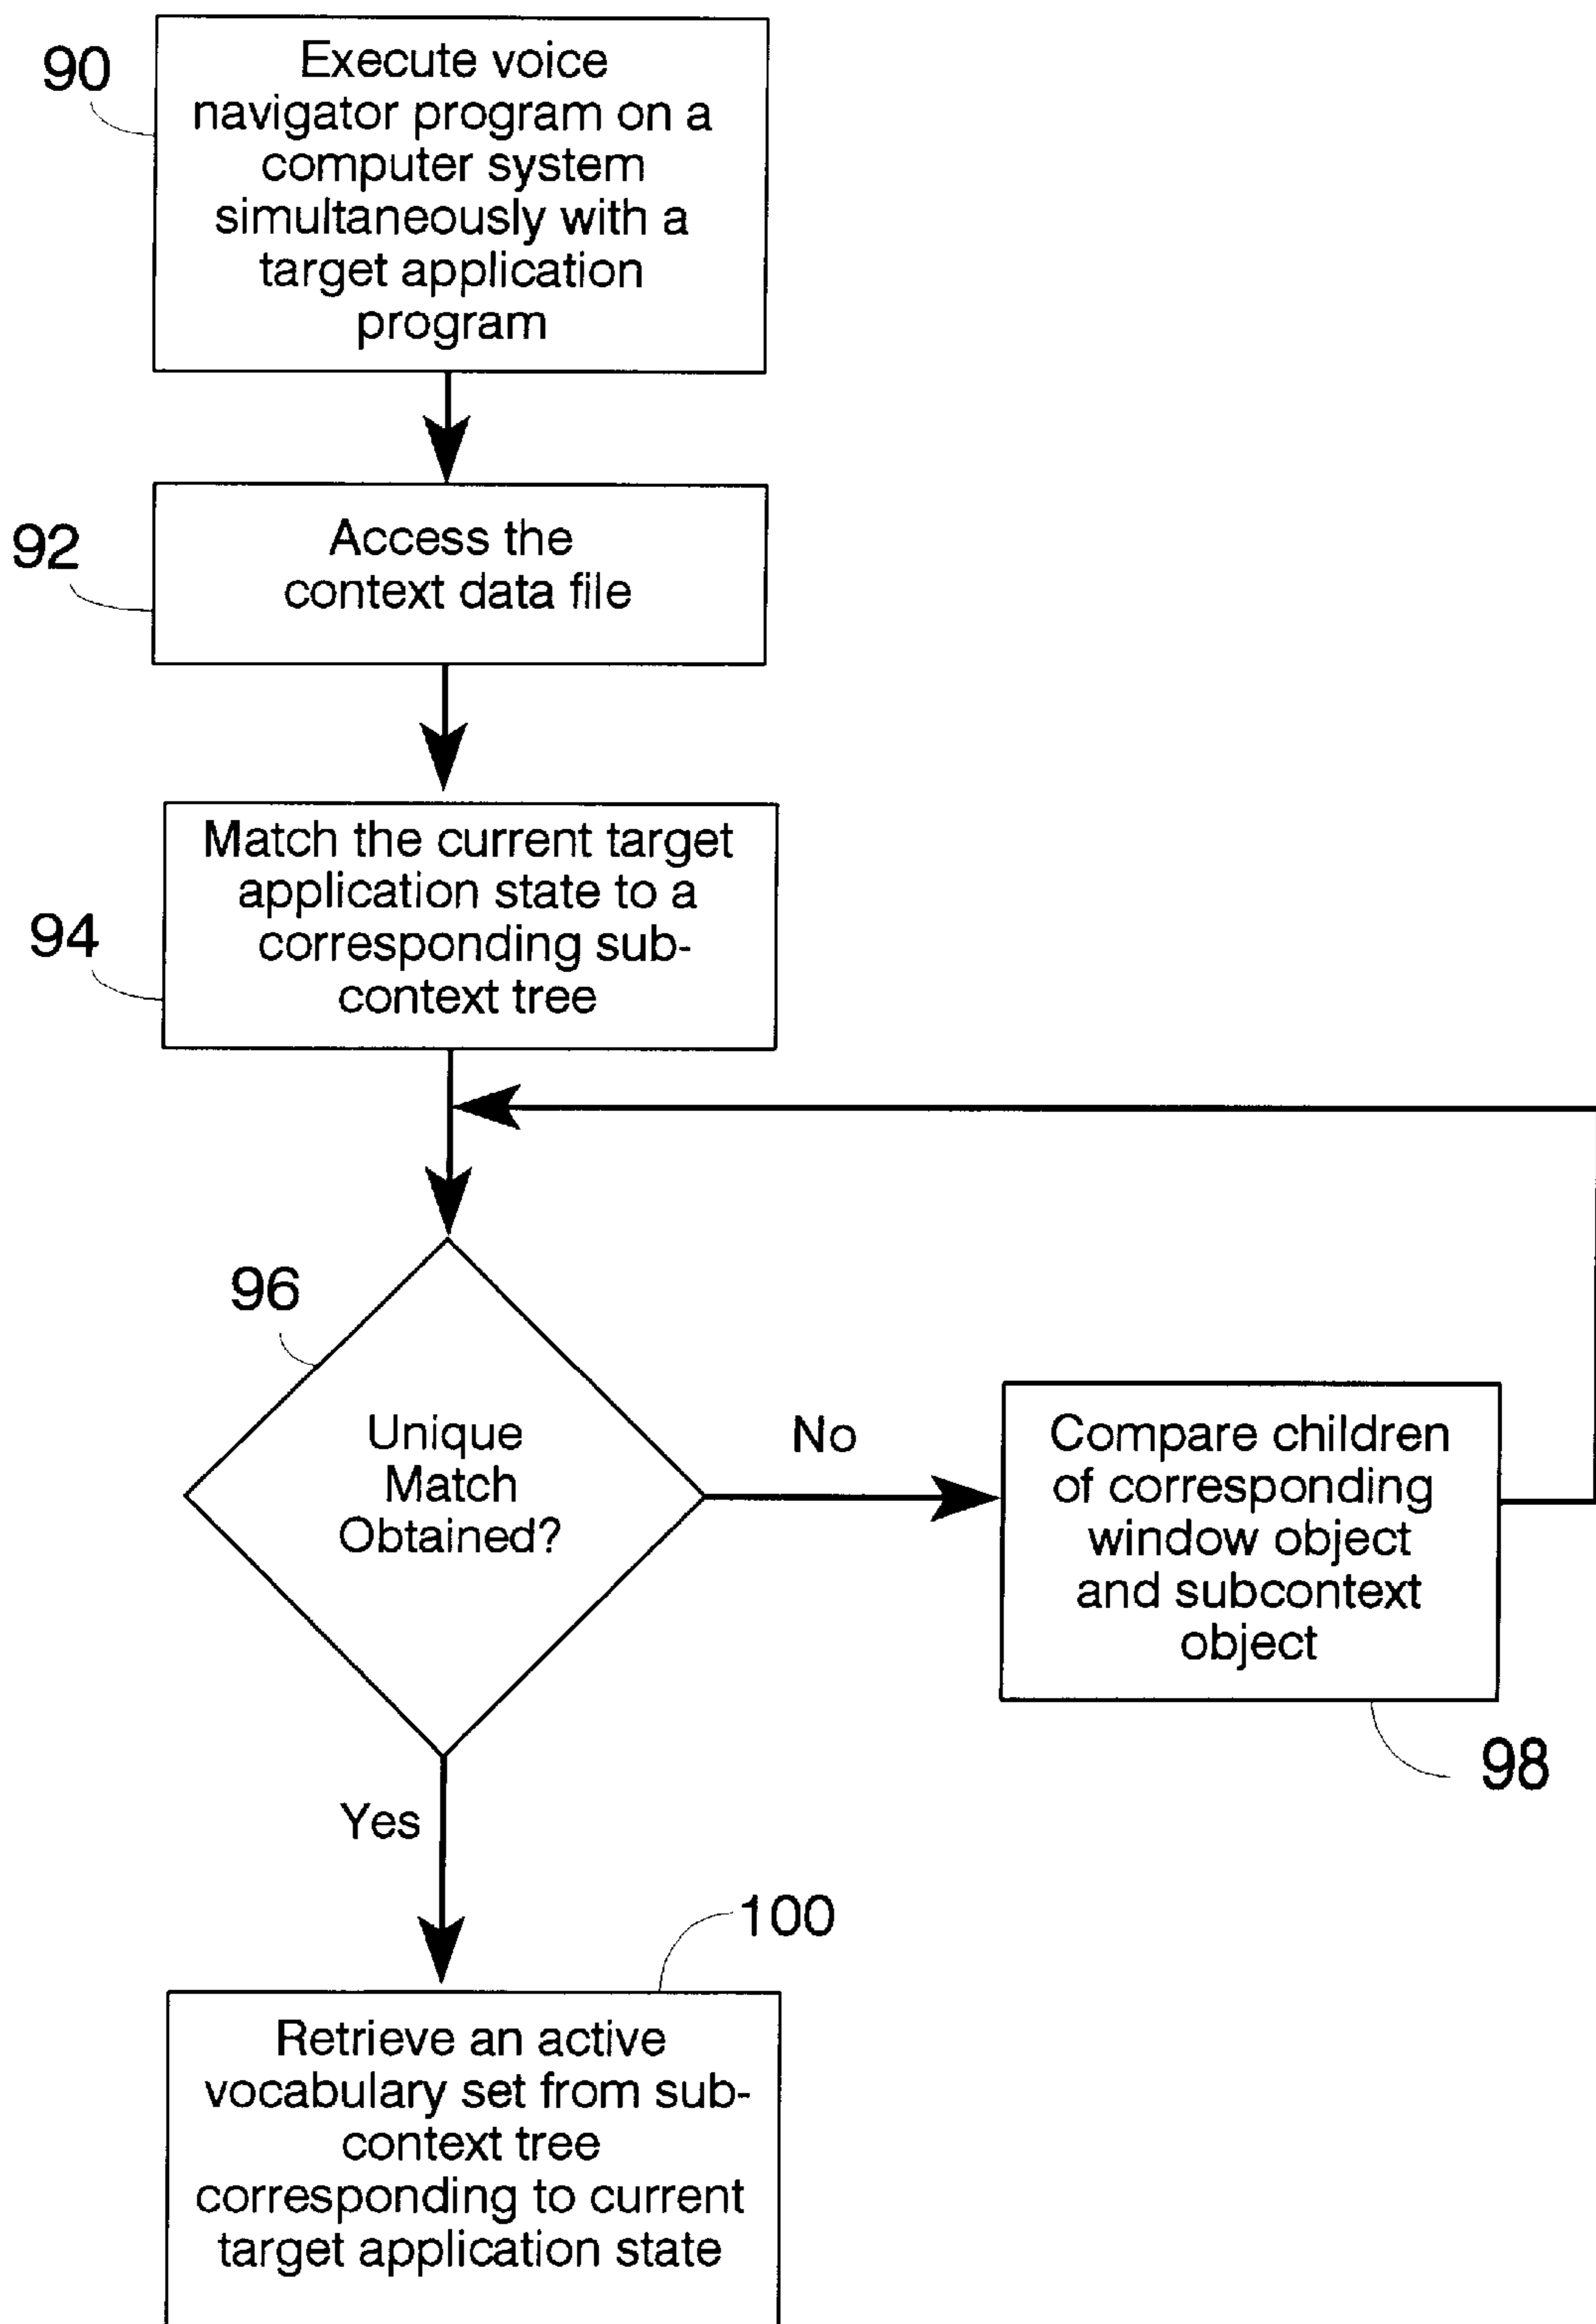 90
Execute voice
navigator program on a
computer system
simultaneously with a
target application
program
92
Access the
context data file
94
Match the current target
application state to a
corresponding sub-
context tree
96
Unique
Match
Obtained?
No
Compare children
of corresponding
window object
and subcontext
object
98
Yes
100
Retrieve an active
vocabulary set from sub-
context tree
corresponding to current
target application state